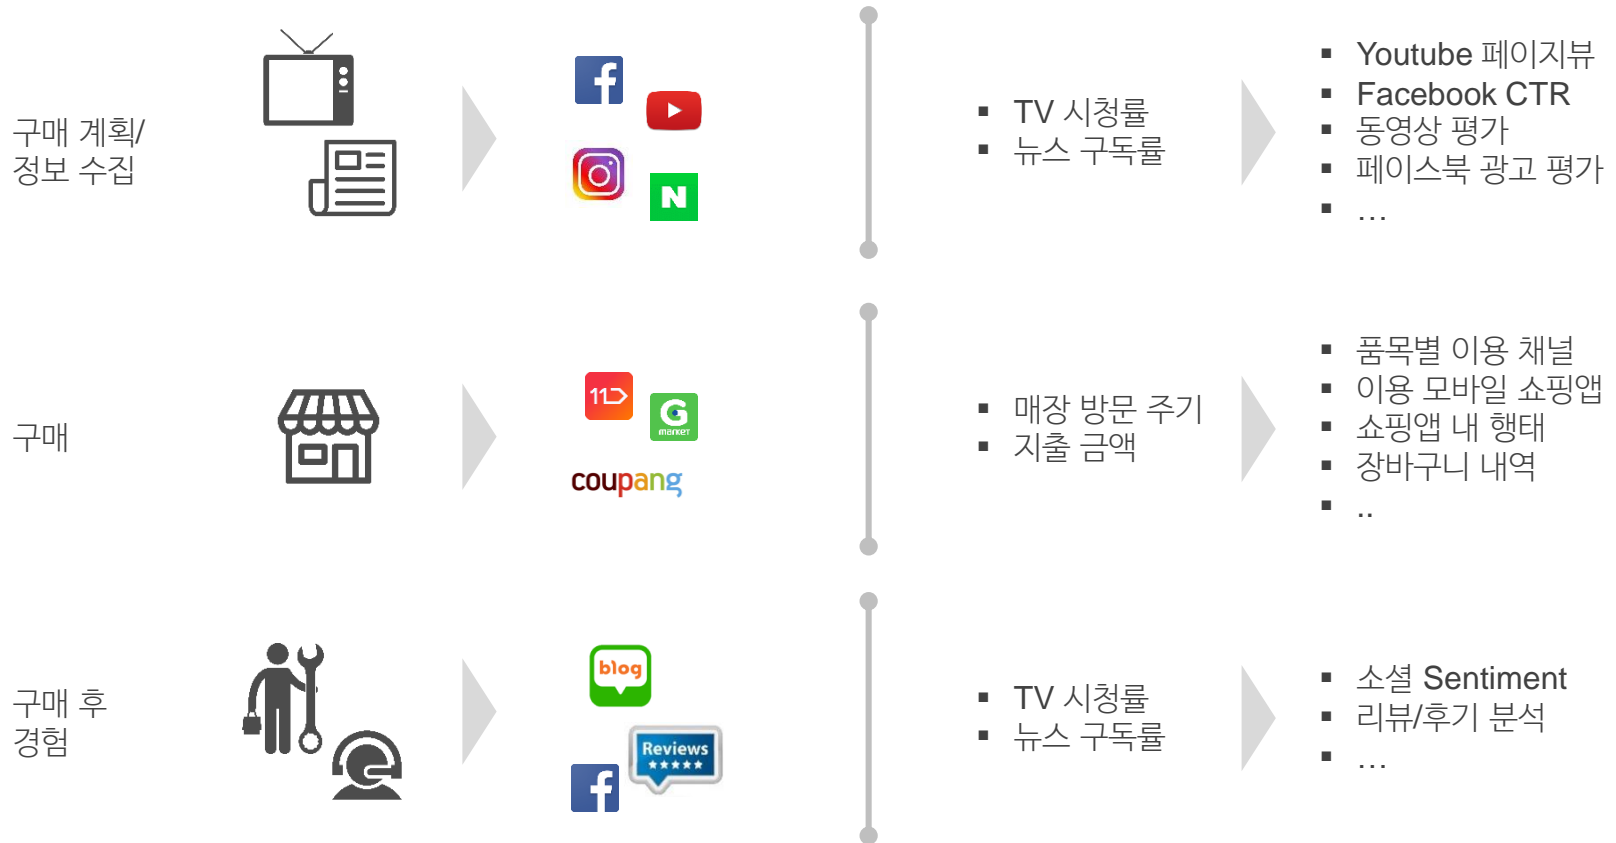 구매 계획/
정보 수집
N
▪ TV 시청률
▪ 뉴스 구독률
▪ Youtube 페이지뷰
▪ Facebook CTR
▪ 동영상 평가
▪ 페이스북 광고 평가
▪ …
구매
11
G
market
coupang
▪ 매장 방문 주기
▪ 지출 금액
▪ 품목별 이용 채널
▪ 이용 모바일 쇼핑앱
▪ 쇼핑앱 내 행태
▪ 장바구니 내역
▪ ..
구매 후
경험
blog
Reviews
★★★★★
▪ TV 시청률
▪ 뉴스 구독률
▪ 소셜 Sentiment
▪ 리뷰/후기 분석
▪ …